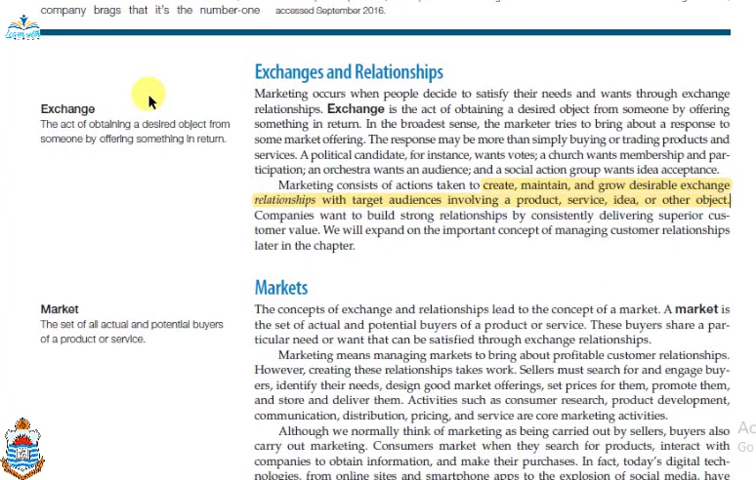 company brags that it's the number-one
accessed September 2016.
Exchanges and Relationships
Marketing occurs when people decide to satisfy their needs and wants through exchange
relationships. Exchange is the act of obtaining a desired object from someone by offering
something in return. In the broadest sense, the marketer tries to bring about a response to
some market offering. The response may be more than simply buying or trading products and
services. A political candidate, for instance, wants votes; a church wants membership and par-
ticipation; an orchestra wants an audience; and a social action group wants idea acceptance.
Marketing consists of actions taken to create, maintain, and grow desirable exchange
relationships with target audiences involving a product, service, idea, or other object.
Companies want to build strong relationships by consistently delivering superior cus-
tomer value. We will expand on the important concept of managing customer relationships
later in the chapter.
Exchange
The act of obtaining a desired object from
someone by offering something in return.
Markets
The concepts of exchange and relationships lead to the concept of a market. A market is
the set of actual and potential buyers of a product or service. These buyers share a par-
ticular need or want that can be satisfied through exchange relationships.
Marketing means managing markets to bring about profitable customer relationships.
However, creating these relationships takes work. Sellers must search for and engage buy-
ers, identify their needs, design good market offerings, set prices for them, promote them,
and store and deliver them. Activities such as consumer research, product development,
communication, distribution, pricing, and service are core marketing activities.
Although we normally think of marketing as being carried out by sellers, buyers also
carry out marketing. Consumers market when they search for products, interact with
companies to obtain information, and make their purchases. In fact, today's digital tech-
nologies, from online sites and smartphone apps to the explosion of social media, have
Market
The set of all actual and potential buyers
of a product or service.
Ac
Go